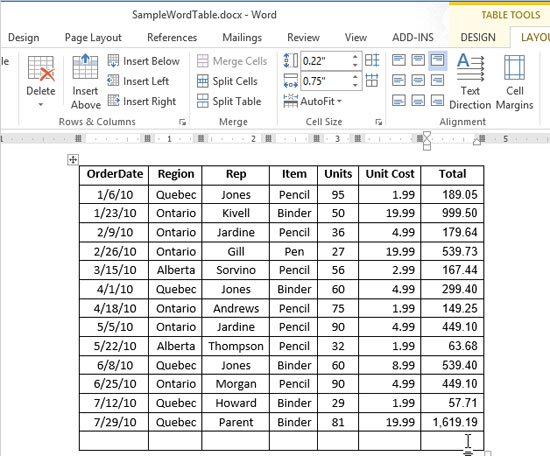 SampleWordTable.docx - Word
TABLE TOOLS
Design Page Layout References Mailings Review View ADD-INS DESIGN
Delete Insert Above Insert Below Insert Left Insert Right
Merge Cells Split Cells Split Table
0.22" 0.75" AutoFit
Text Direction Cell Margins
Rows & Columns Merge Cell Size Alignment
1 2 3 5
OrderDate Region Rep Item Units Unit Cost Total
1/6/10 Quebec Jones Pencil 95 1.99 189.05
1/23/10 Ontario Kivell Binder 50 19.99 999.50
2/9/10 Ontario Jardine Pencil 36 4.99 179.64
2/26/10 Ontario Gill Pen 27 19.99 539.73
3/15/10 Alberta Sorvino Pencil 56 2.99 167.44
4/1/10 Quebec Jones Binder 60 4.99 299.40
4/18/10 Ontario Andrews Pencil 75 1.99 149.25
5/5/10 Ontario Jardine Pencil 90 4.99 449.10
5/22/10 Alberta Thompson Pencil 32 1.99 63.68
6/8/10 Quebec Jones Binder 60 8.99 539.40
6/25/10 Ontario Morgan Pencil 90 4.99 449.10
7/12/10 Quebec Howard Binder 29 1.99 57.71
7/29/10 Quebec Parent Binder 81 19.99 1,619.19